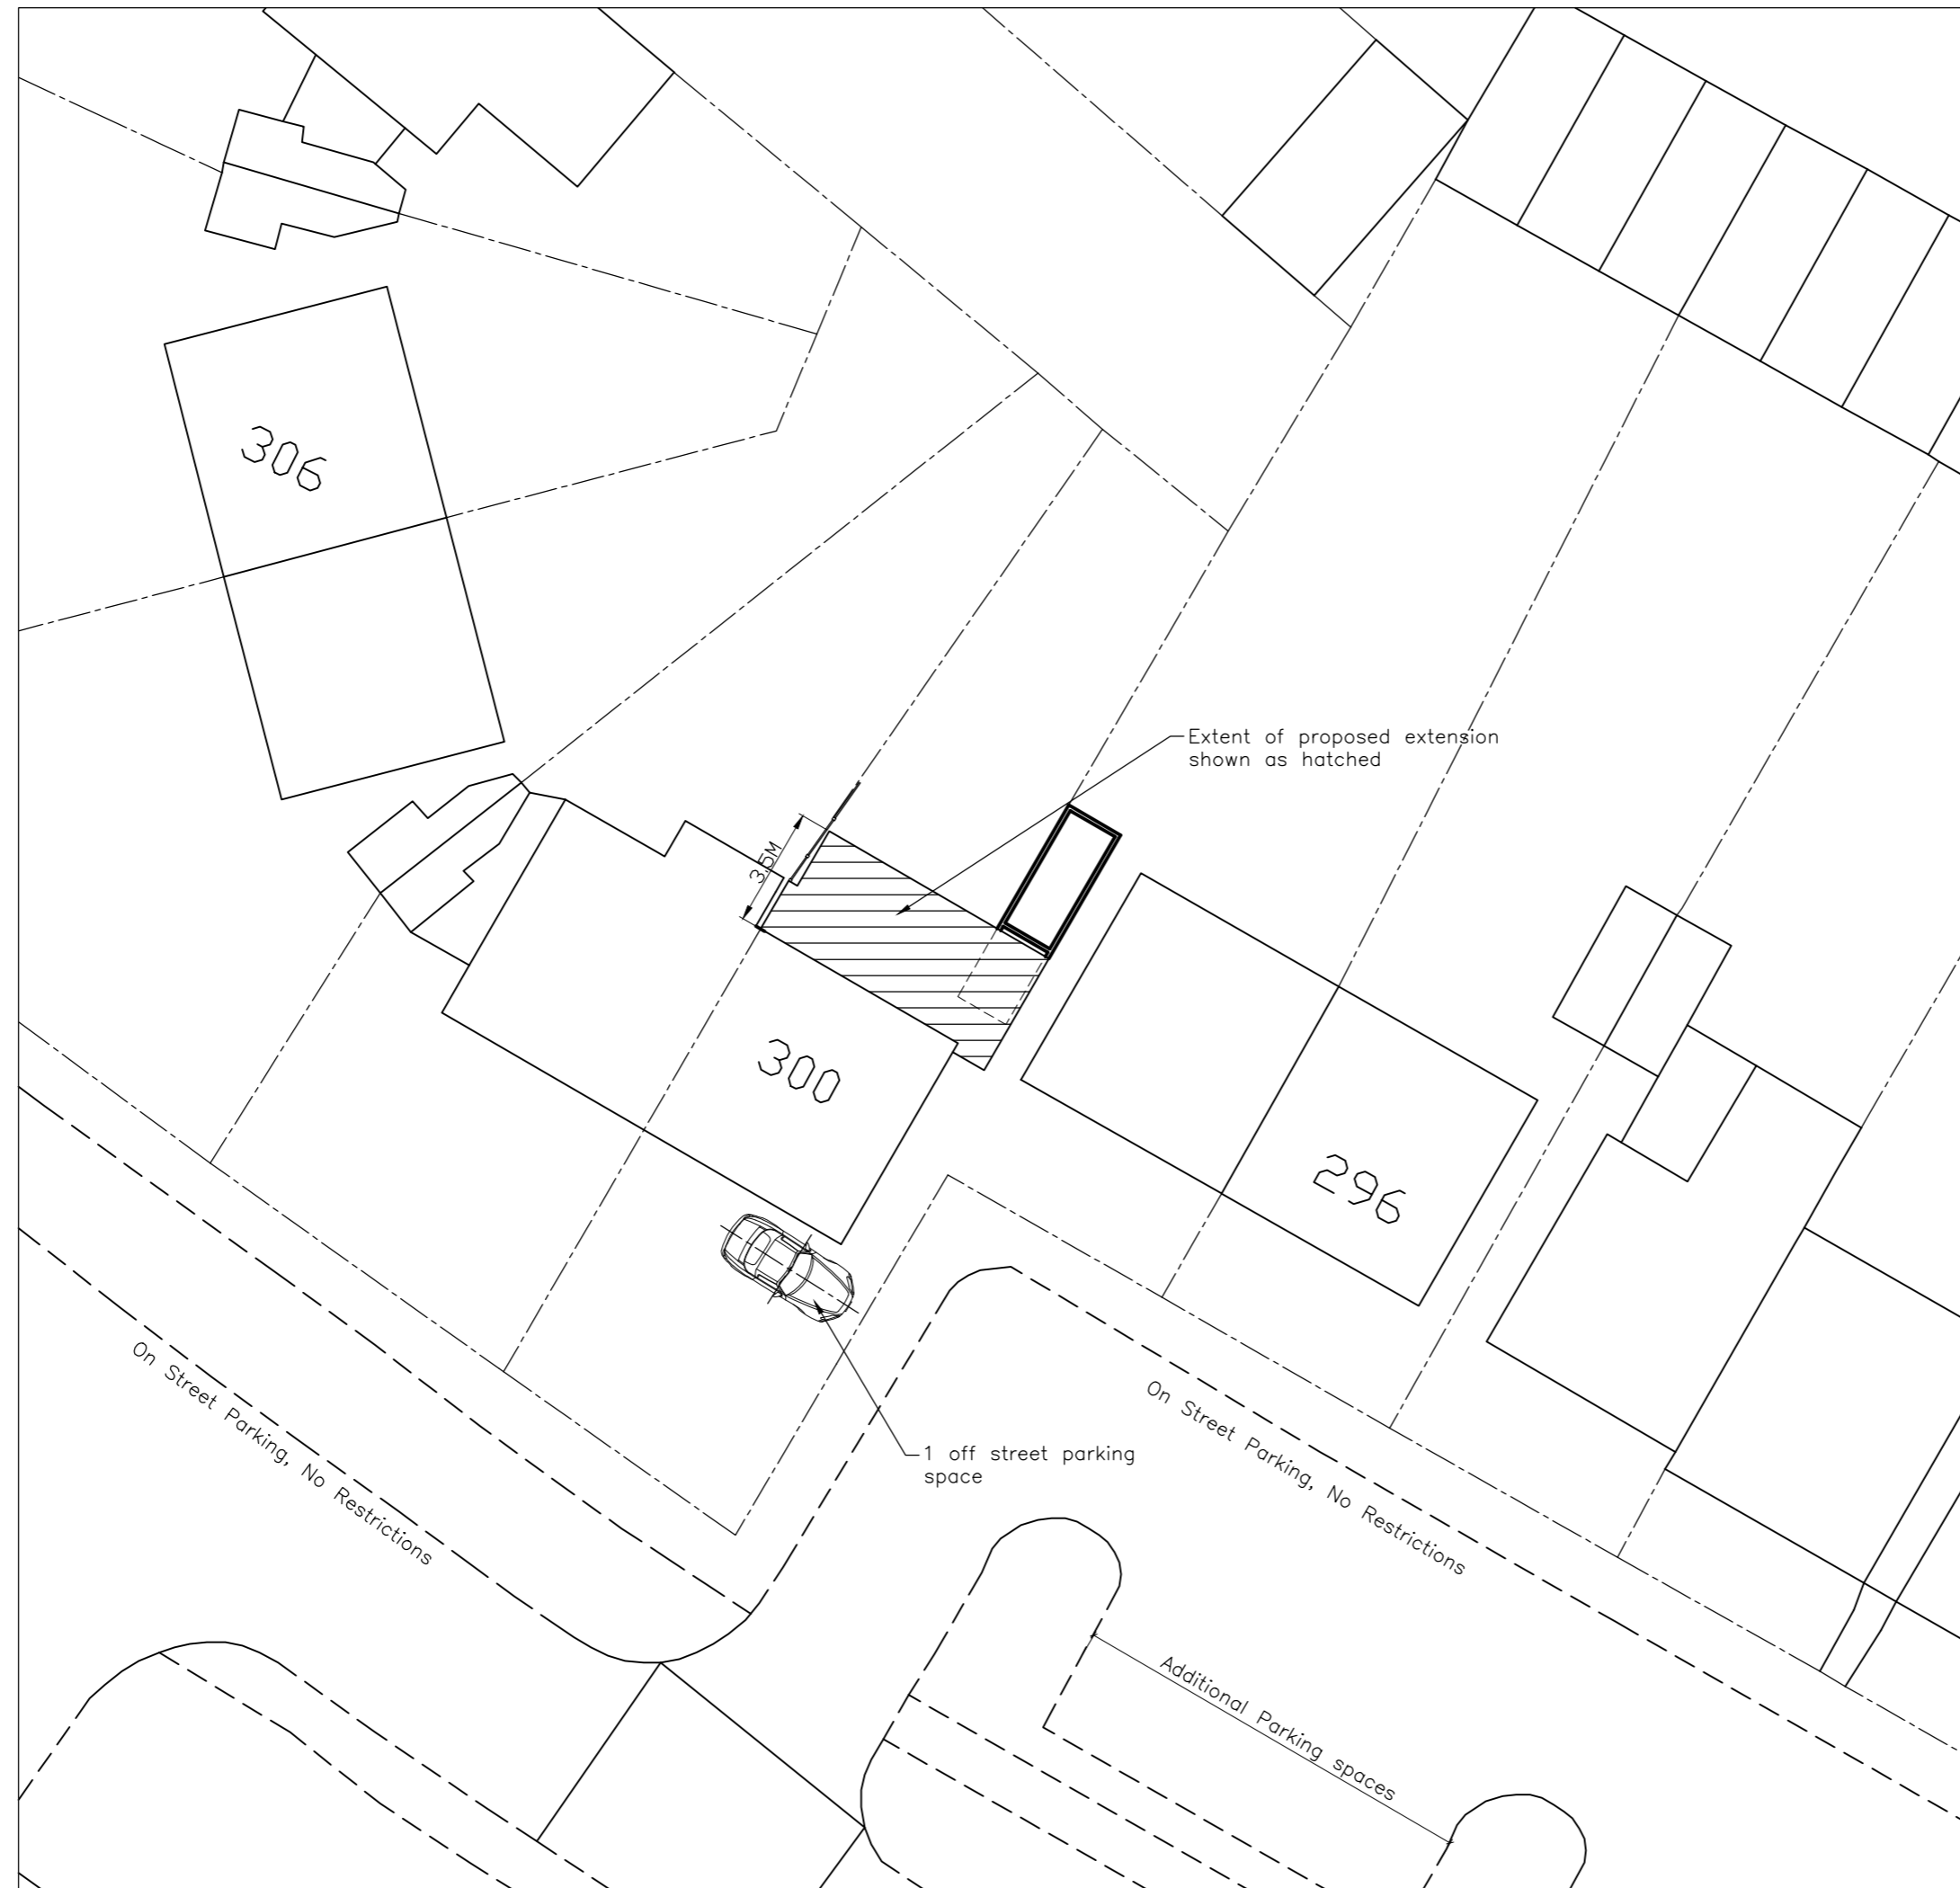 306
Extent of proposed extension
shown as hatched
3.5M
300
296
On Street Parking, No Restrictions
On Street Parking, No Restrictions
1 off street parking
space
Additional Parking spaces